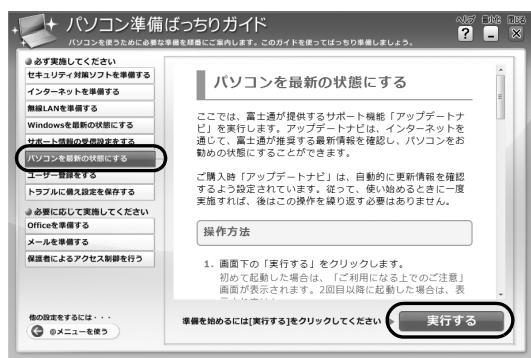 パソコン準備ばっちりガイド
パソコンを使うために必要な準備を順番にご案内します。このガイドを使ってばっちり準備しましょう。
ヘルプ 最小化 閉じる
必ず実施してください
セキュリティ対策ソフトを準備する
インターネットを準備する
無線LANを準備する
Windowsを最新の状態にする
サポート情報の受信設定をする
パソコンを最新の状態にする
ユーザー登録をする
トラブルに備え設定を保存する
必要に応じて実施してください
Officeを準備する
メールを準備する
保護者によるアクセス制御を行う
他の設定をするには・・・
@メニューを使う
パソコンを最新の状態にする
ここでは、富士通が提供するサポート機能「アップデートナ
ビ」を実行します。アップデートナビは、インターネットを
通じて、富士通が推奨する最新情報を確認し、パソコンをお
勧めの状態にすることができます。
ご購入時「アップデートナビ」は、自動的に更新情報を確認
するよう設定されています。従って、使い始めるときに一度
実施すれば、後はこの操作を繰り返す必要はありません。
操作方法
1. 画面下の「実行する」をクリックします。
初めて起動した場合は、「ご利用になる上でのご注意」
画面が表示されます。2回目以降に起動した場合は、表
準備を始めるには[実行する]をクリックしてください
実行する